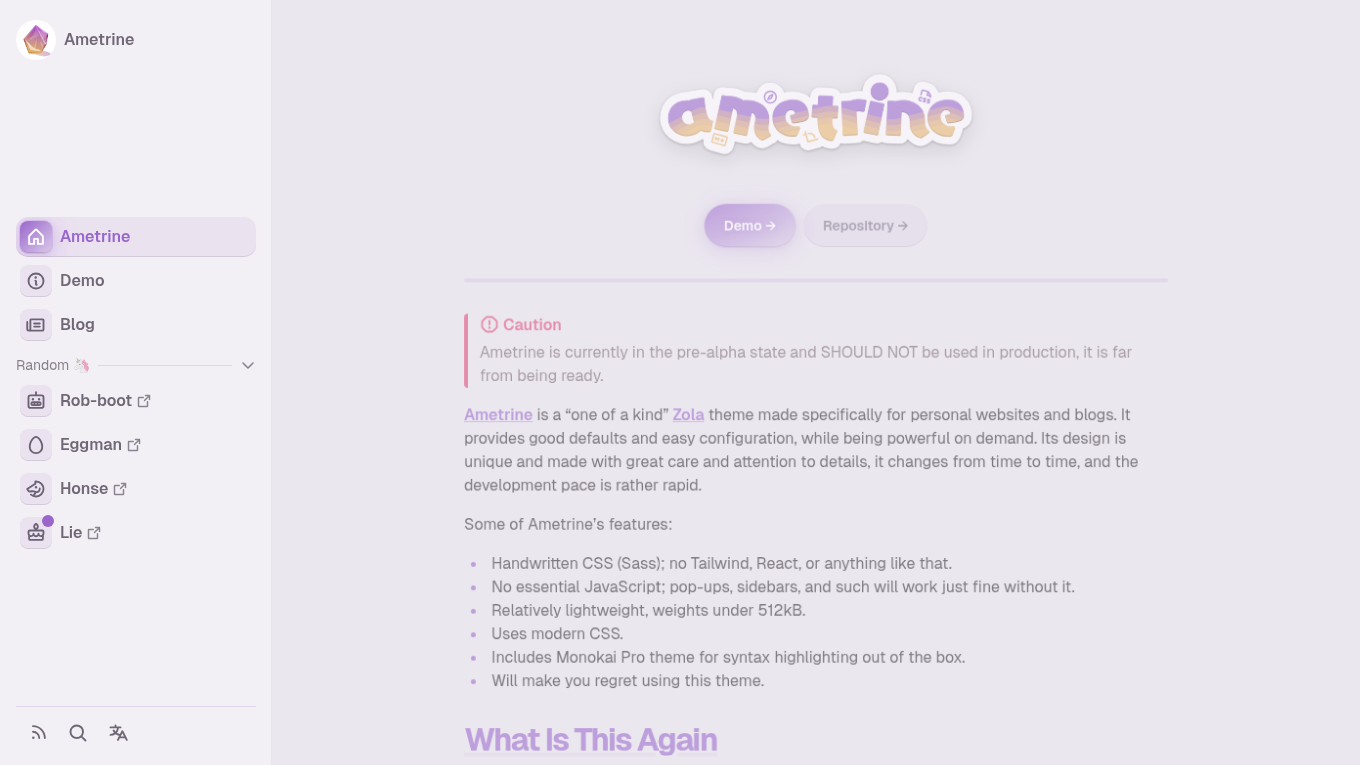 Ametrine
Ametrine
Demo
Blog
Random 🦄
Rob-boot
Eggman
Honse
Lie
ametrine
Demo →
Repository →
Caution
Ametrine is currently in the pre-alpha state and SHOULD NOT be used in production, it is far
from being ready.
Ametrine is a “one of a kind” Zola theme made specifically for personal websites and blogs. It
provides good defaults and easy configuration, while being powerful on demand. Its design is
unique and made with great care and attention to details, it changes from time to time, and the
development pace is rather rapid.
Some of Ametrine’s features:
• Handwritten CSS (Sass); no Tailwind, React, or anything like that.
• No essential JavaScript; pop-ups, sidebars, and such will work just fine without it.
• Relatively lightweight, weights under 512kB.
• Uses modern CSS.
• Includes Monokai Pro theme for syntax highlighting out of the box.
• Will make you regret using this theme.
What Is This Again